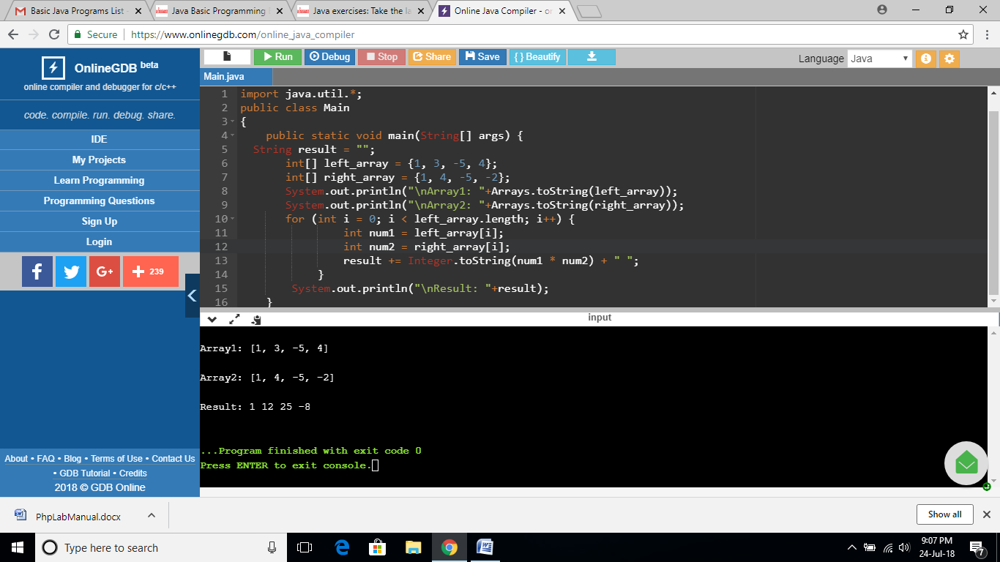 Basic Java Programs List
Java Basic Programming
Java exercises: Take the la
Online Java Compiler - on
Secure
https://www.onlinegdb.com/online_java_compiler
OnlineGDB beta
online compiler and debugger for c/c++
code. compile. run. debug. share.
IDE
My Projects
Learn Programming
Programming Questions
Sign Up
Login
f
G+
+ 239
Run
Debug
Stop
Share
Save
{ } Beautify
Language Java
Main.java
1 import java.util.*;
2 public class Main
3 {
4 public static void main(String[] args) {
5 String result = "";
6 int[] left_array = {1, 3, -5, 4};
7 int[] right_array = {1, 4, -5, -2};
8 System.out.println("\nArray1: "+Arrays.toString(left_array));
9 System.out.println("\nArray2: "+Arrays.toString(right_array));
10 for (int i = 0; i < left_array.length; i++) {
11 int num1 = left_array[i];
12 int num2 = right_array[i];
13 result += Integer.toString(num1 * num2) + " ";
14 }
15 System.out.println("\nResult: "+result);
16 }
input
Array1: [1, 3, -5, 4]
Array2: [1, 4, -5, -2]
Result: 1 12 25 -8
...Program finished with exit code 0
Press ENTER to exit console.
About • FAQ • Blog • Terms of Use • Contact Us
• GDB Tutorial • Credits
2018 © GDB Online
PhpLabManual.docx
Show all
Type here to search
9:07 PM
24-Jul-18
7